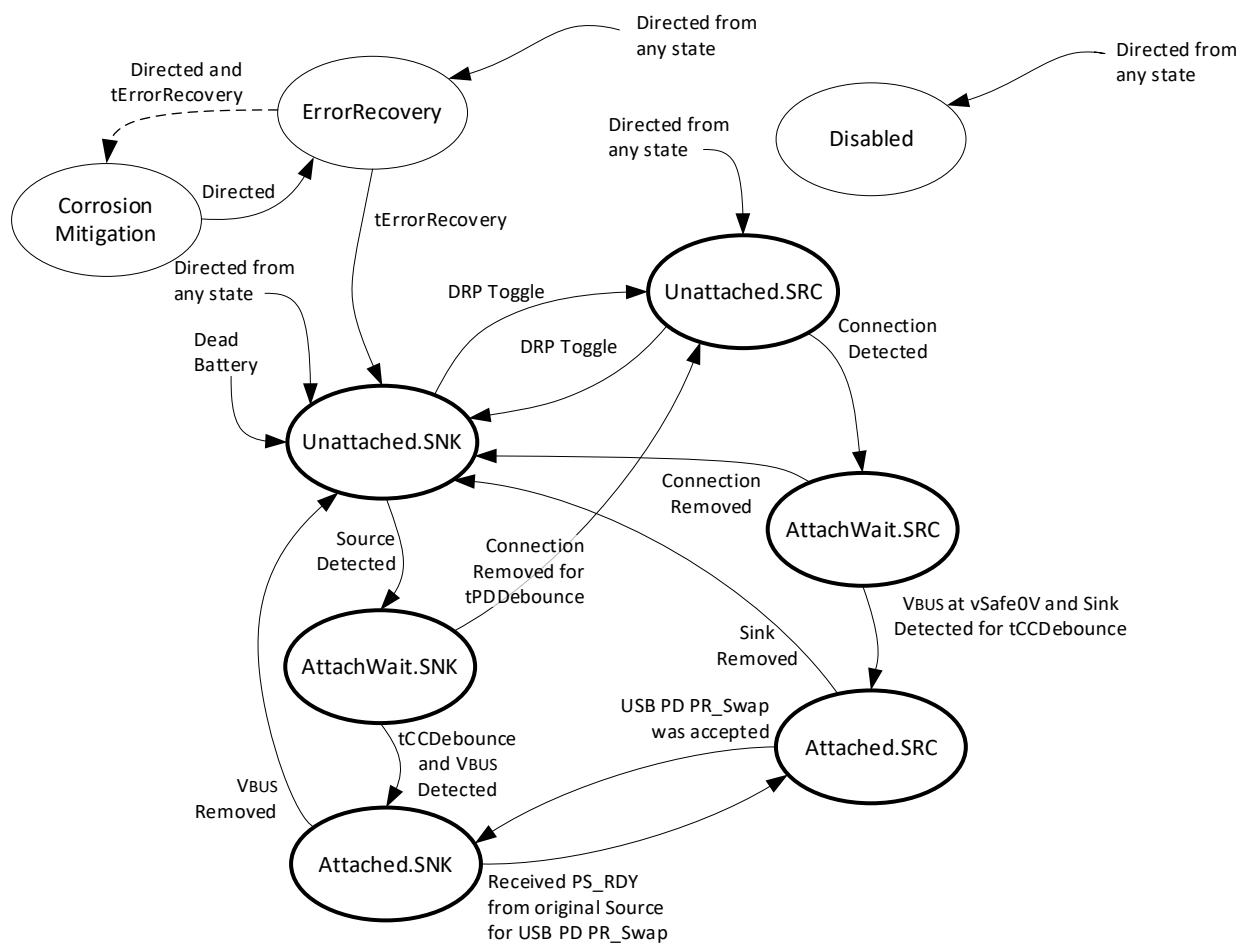 Directed from
any state
Directed and
tErrorRecovery
ErrorRecovery
Directed from
any state
Directed from
any state
Disabled
Corrosion
Mitigation
Directed
tErrorRecovery
Directed from
any state
DRP Toggle
Unattached.SRC
Dead
Battery
DRP Toggle
Connection
Detected
Unattached.SNK
Connection
Removed
AttachWait.SRC
Source
Detected
Connection
Removed for
tPDDebounce
VBUS at vSafe0V and Sink
Detected for tCCDebounce
AttachWait.SNK
Sink
Removed
USB PD PR_Swap
was accepted
Attached.SRC
tCCDebounce
and VBUS
Detected
VBUS
Removed
Attached.SNK
Received PS_RDY
from original Source
for USB PD PR_Swap